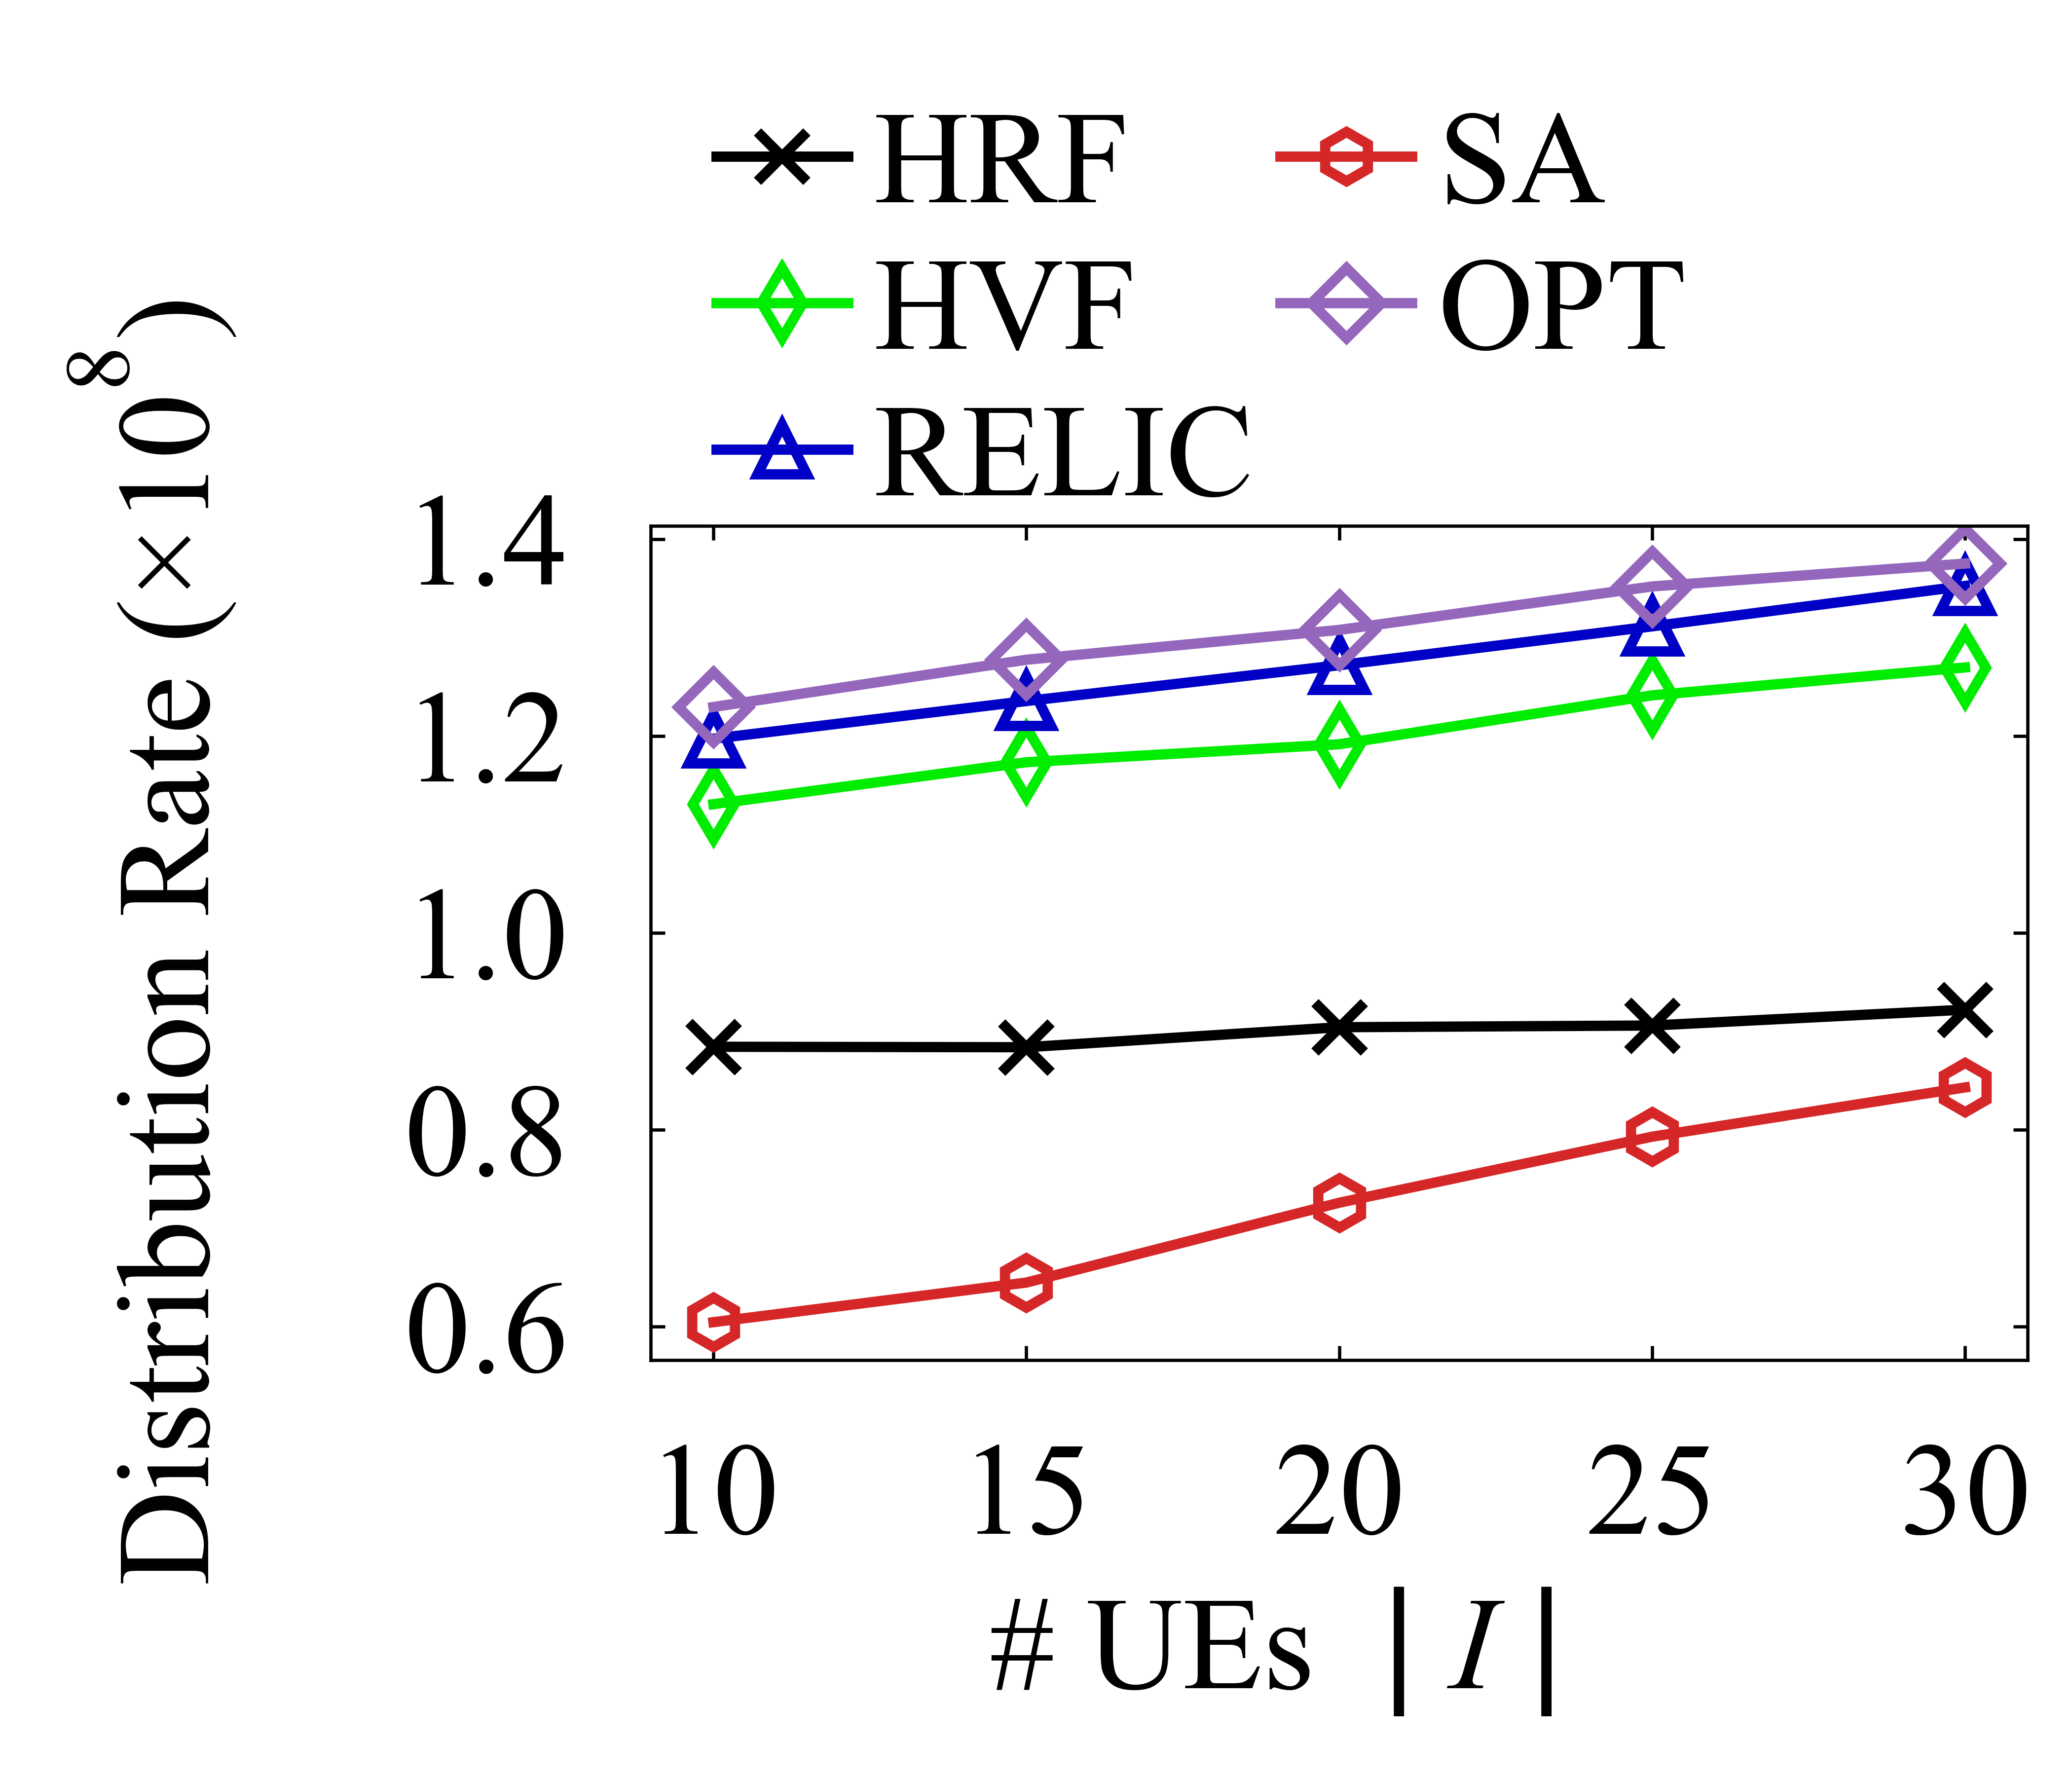 HRF
SA
HVF
OPT
RELIC
Distribution Rate (×10⁸)
1.4
1.2
1.0
0.8
0.6
10 15 20 25 30
# UEs | I |